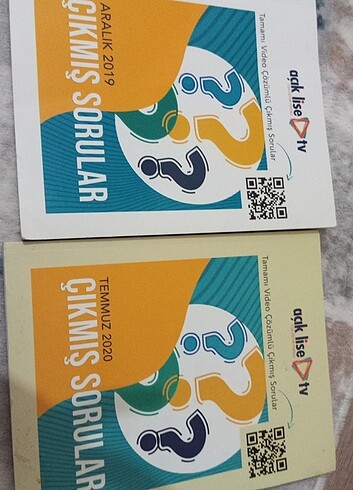 açık lise tv
Tamamı Video Çözümlü Çıkmış Sorular
ARALIK 2019
ÇIKMIŞ SORULAR
açık lise tv
Tamamı Video Çözümlü Çıkmış Sorular
TEMMUZ 2020
ÇIKMIŞ SORULAR